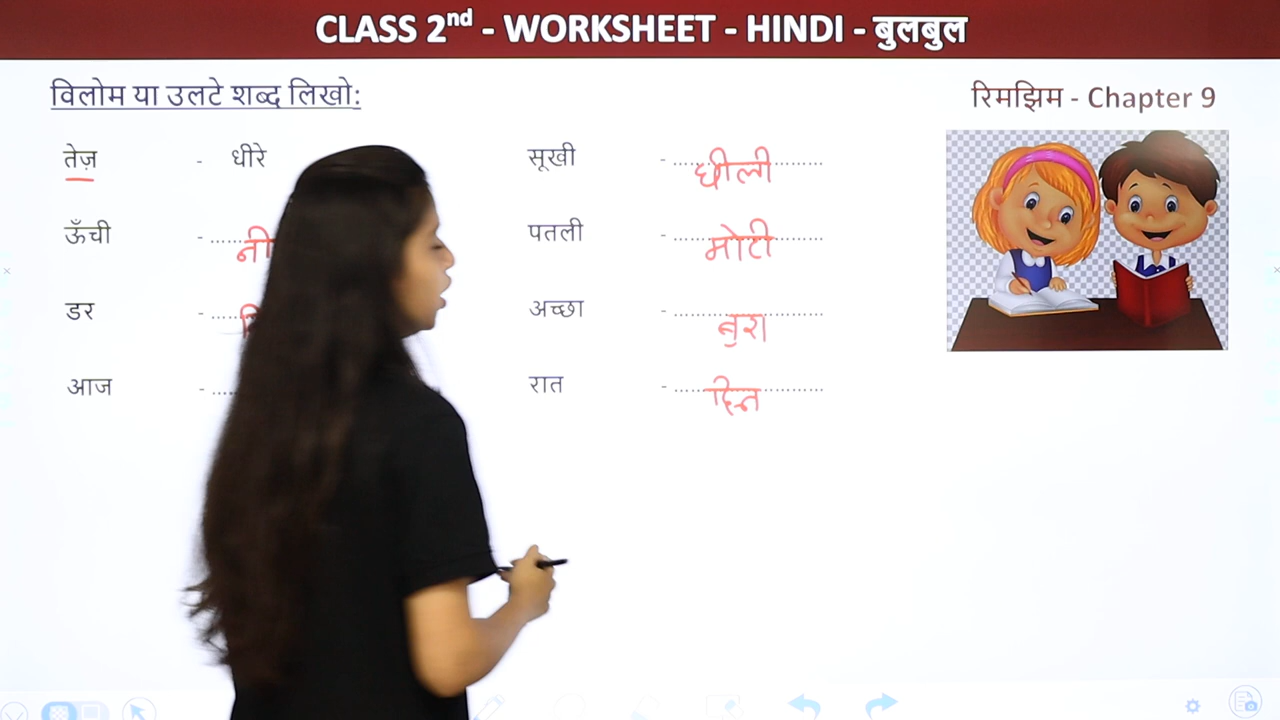 CLASS 2nd - WORKSHEET - HINDI - बुलबुल
विलोम या उलटे शब्द लिखो:
रिमझिम - Chapter 9
तेज़ - धीरे सूखी - घीली
ऊँची - ...... नी पतली - मोटी
डर - ...... अच्छा - बुरा
आज - ...... रात - दिन